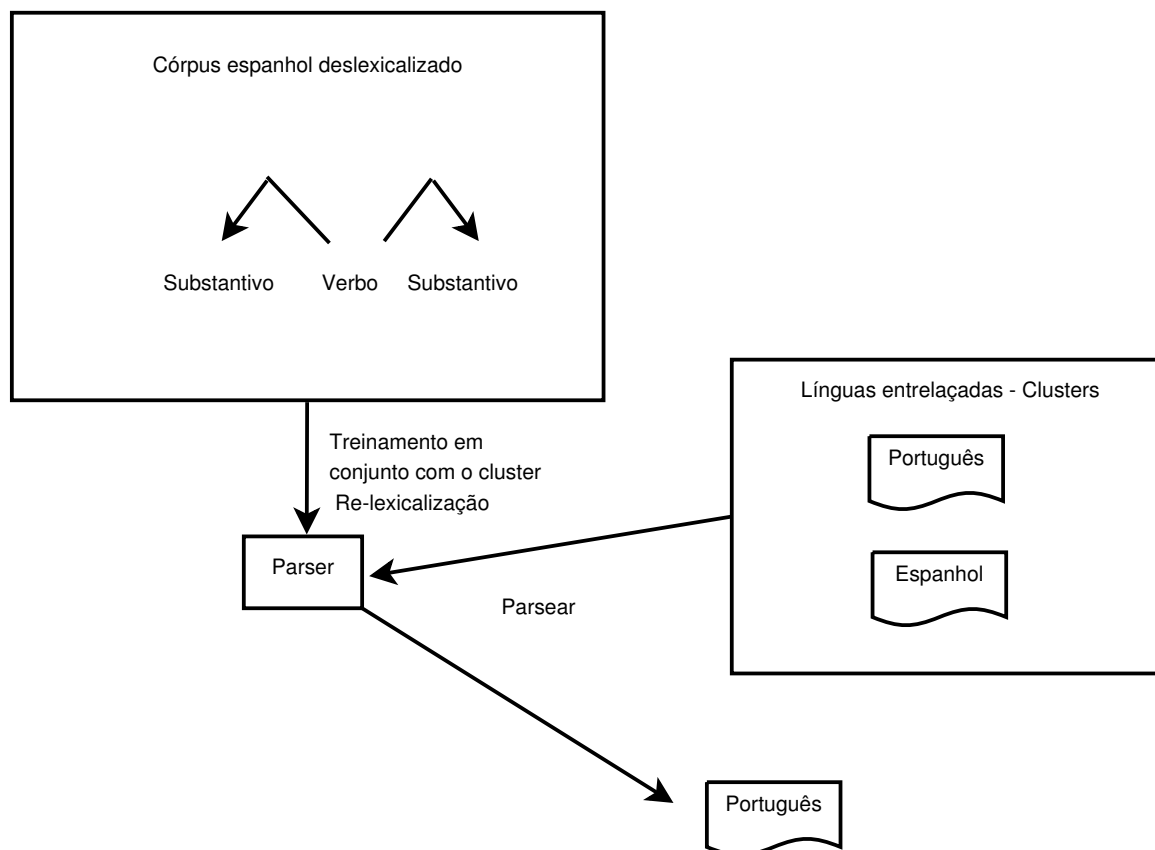 Córpus espanhol deslexicalizado
Substantivo Verbo Substantivo
Treinamento em
conjunto com o cluster
Re-lexicalização
Parser
Línguas entrelaçadas - Clusters
Português
Espanhol
Parsear
Português